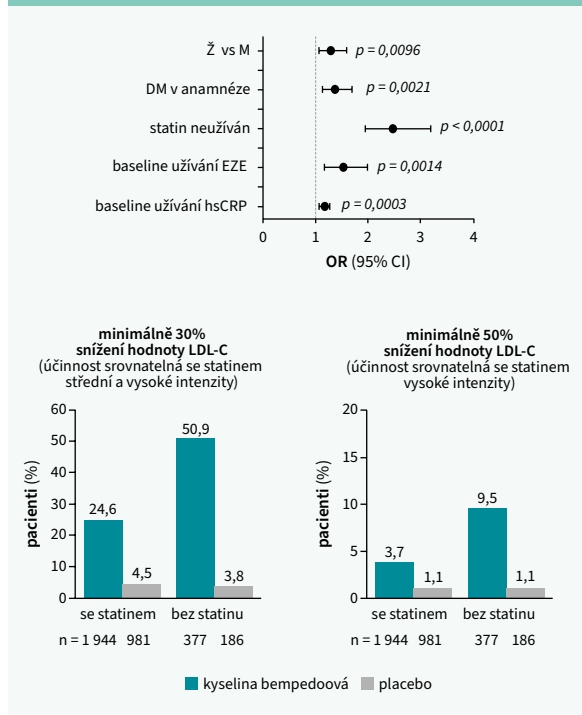 Ž vs M
p = 0,0096
DM v anamnéze
p = 0,0021
statin neužíván
p < 0,0001
baseline užívání EZE
p = 0,0014
baseline užívání hsCRP
p = 0,0003
0 1 2 3 4
OR (95% CI)
minimálně 30%
snížení hodnoty LDL-C
(účinnost srovnatelná se statinem
střední a vysoké intenzity)
pacienti (%)
60
50
40
30
20
10
0
24,6
4,5
50,9
3,8
se statinem bez statinu
n = 1 944 981 377 186
minimálně 50%
snížení hodnoty LDL-C
(účinnost srovnatelná se statinem
vysoké intenzity)
pacienti (%)
20
15
10
5
0
3,7
1,1
9,5
1,1
se statinem bez statinu
n = 1 944 981 377 186
kyselina bempedoová placebo